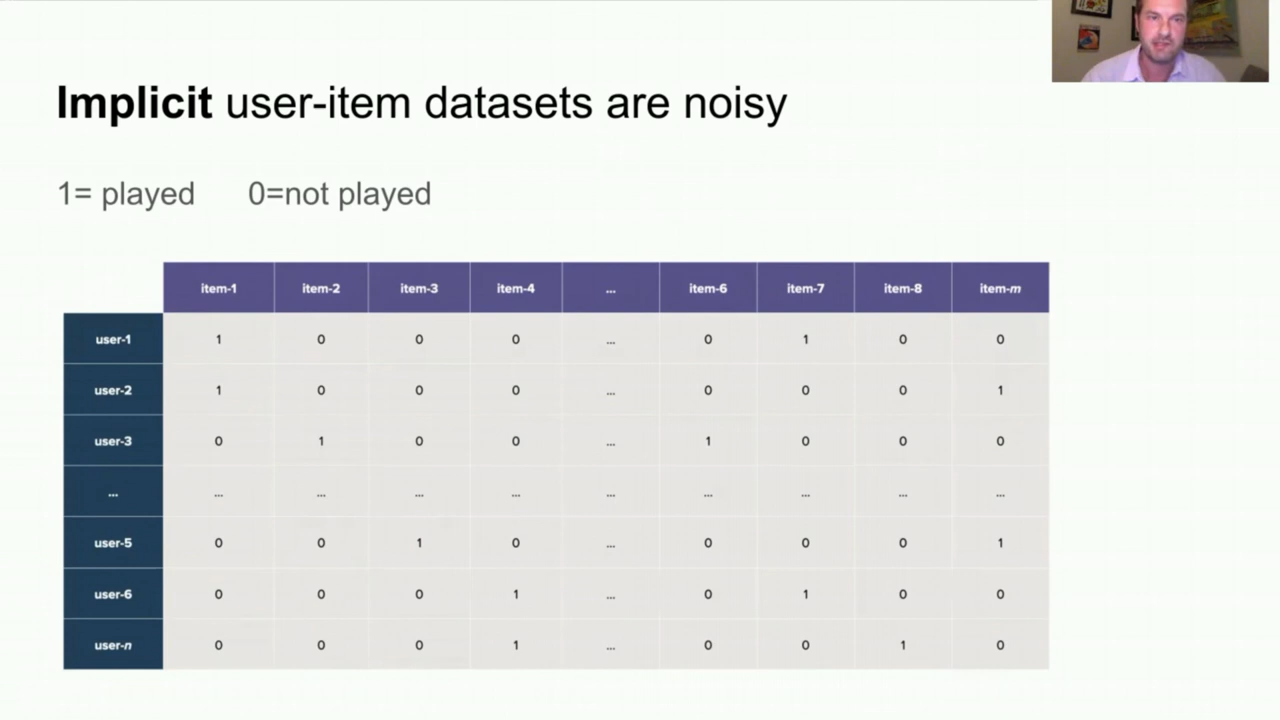 Implicit user-item datasets are noisy
1= played 0=not played
item-1 item-2 item-3 item-4 ... item-6 item-7 item-8 item-m
user-1 1 0 0 0 ... 0 1 0 0
user-2 1 0 0 0 ... 0 0 0 1
user-3 0 1 0 0 ... 1 0 0 0
... ... ... ... ... ... ... ... ... ...
user-5 0 0 1 0 ... 0 0 0 1
user-6 0 0 0 1 ... 0 1 0 0
user-n 0 0 0 1 ... 0 0 1 0